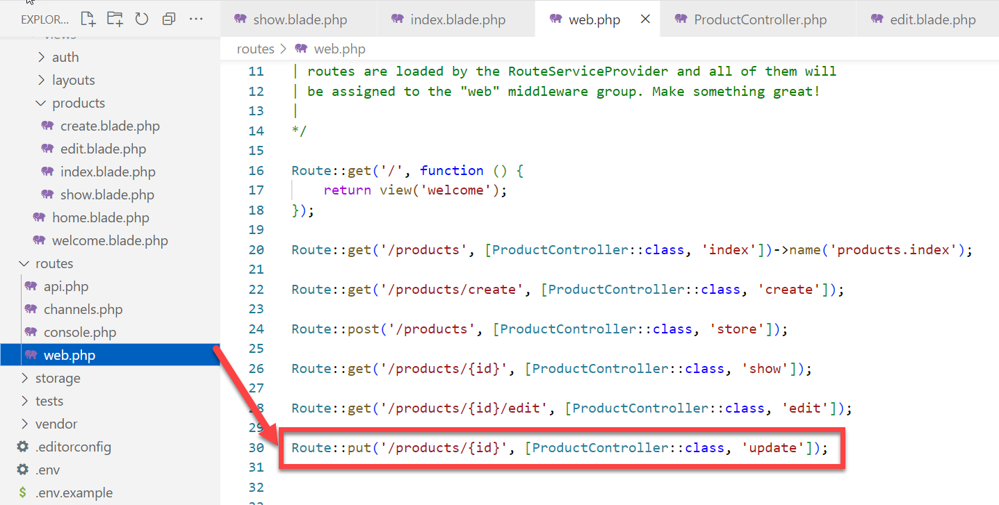 EXPLOR...
views
auth
layouts
products
create.blade.php
edit.blade.php
index.blade.php
show.blade.php
home.blade.php
welcome.blade.php
routes
api.php
channels.php
console.php
web.php
storage
tests
vendor
.editorconfig
.env
$ .env.example
show.blade.php
index.blade.php
web.php
ProductController.php
edit.blade.php
routes > web.php
11 | routes are loaded by the RouteServiceProvider and all of them will
12 | be assigned to the "web" middleware group. Make something great!
13 |
14 */
15
16 Route::get('/', function () {
17 return view('welcome');
18 });
19
20 Route::get('/products', [ProductController::class, 'index'])->name('products.index');
21
22 Route::get('/products/create', [ProductController::class, 'create']);
23
24 Route::post('/products', [ProductController::class, 'store']);
25
26 Route::get('/products/{id}', [ProductController::class, 'show']);
27
28 Route::get('/products/{id}/edit', [ProductController::class, 'edit']);
29
30 Route::put('/products/{id}', [ProductController::class, 'update']);
31
32
33